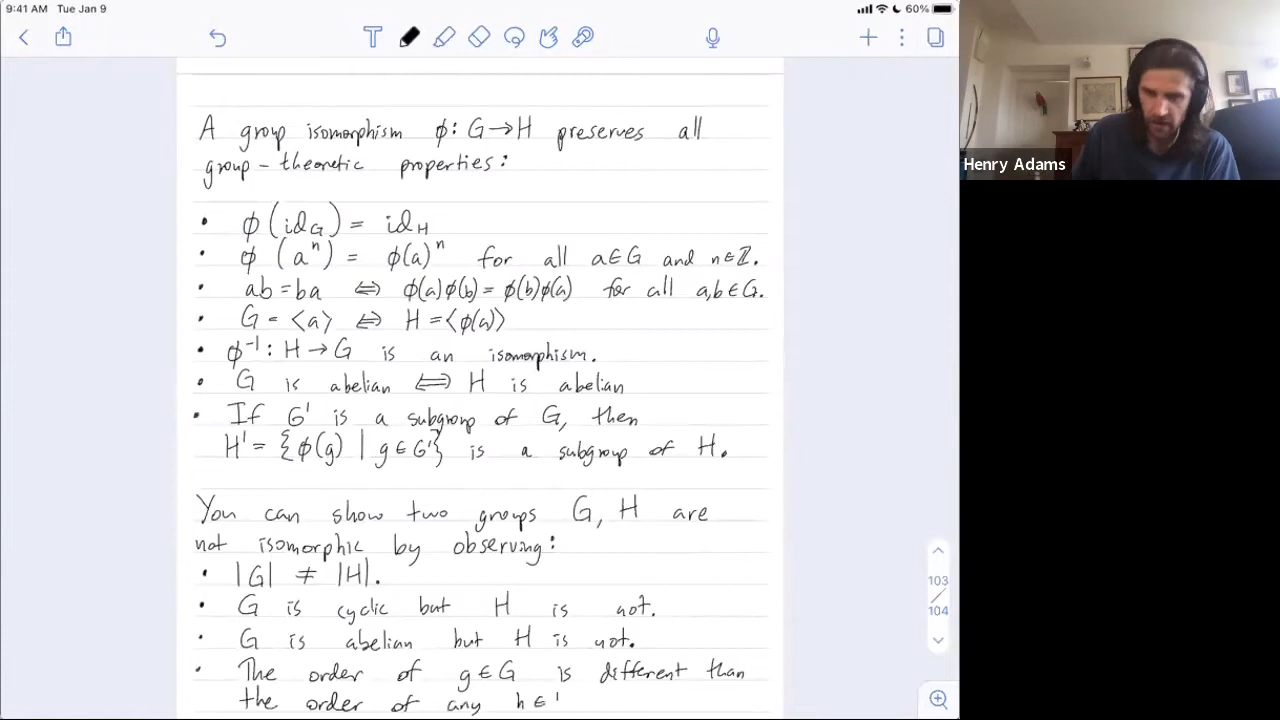 9:41 AM Tue Jan 9
60%
A group isomorphism ϕ: G→H preserves all
group-theoretic properties:
• ϕ(id_G) = id_H
• ϕ(aⁿ) = ϕ(a)ⁿ for all a∈G and n∈ℤ.
• ab=ba ⇔ ϕ(a)ϕ(b)=ϕ(b)ϕ(a) for all a,b∈G.
• G=⟨a⟩ ⇔ H=⟨ϕ(a)⟩
• ϕ⁻¹: H→G is an isomorphism.
• G is abelian ⟺ H is abelian
• If G' is a subgroup of G, then
H' = {ϕ(g) | g∈G'} is a subgroup of H.
You can show two groups G, H are
not isomorphic by observing:
• |G| ≠ |H|.
• G is cyclic but H is not.
• G is abelian but H is not.
• The order of g∈G is different than
the order of any h∈
103
104
Henry Adams